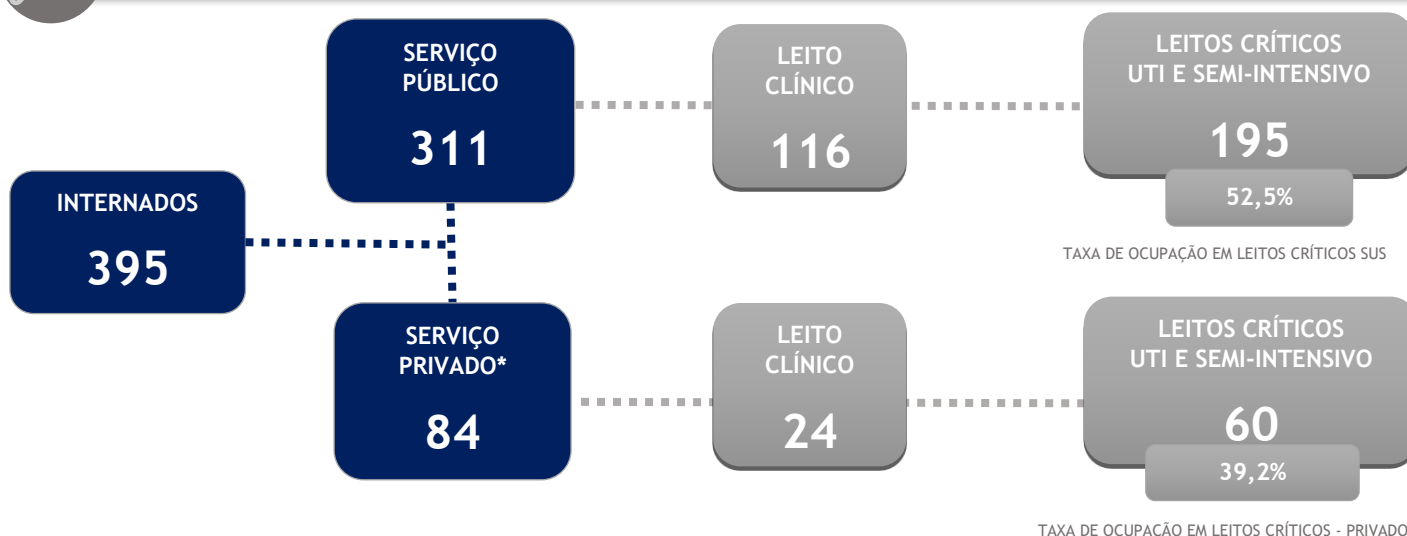 SERVIÇO
PÚBLICO
311
LEITO
CLÍNICO
116
LEITOS CRÍTICOS
UTI E SEMI-INTENSIVO
195
52,5%
TAXA DE OCUPAÇÃO EM LEITOS CRÍTICOS SUS
INTERNADOS
395
SERVIÇO
PRIVADO*
84
LEITO
CLÍNICO
24
LEITOS CRÍTICOS
UTI E SEMI-INTENSIVO
60
39,2%
TAXA DE OCUPAÇÃO EM LEITOS CRÍTICOS - PRIVADO